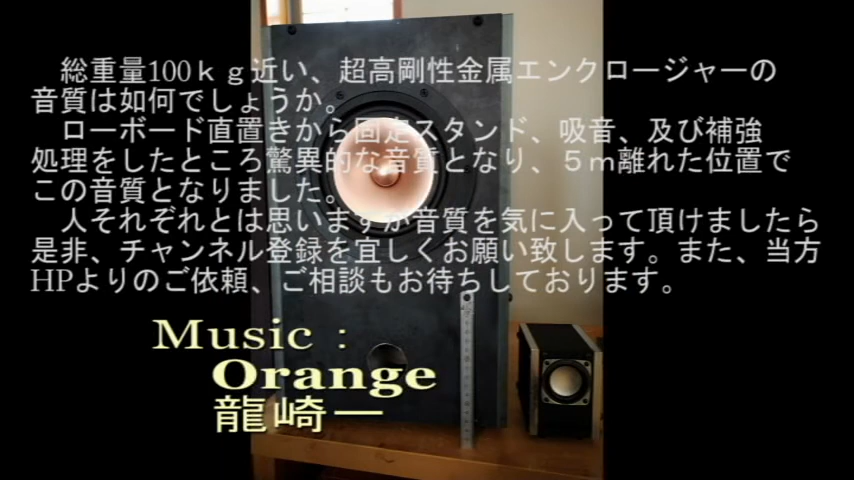 総重量100ｋｇ近い、超高剛性金属エンクロージャーの
音質は如何でしょうか。
ローボード直置きから固定スタンド、吸音、及び補強
処理をしたところ驚異的な音質となり、５ｍ離れた位置で
この音質となりました。
人それぞれとは思いますが音質を気に入って頂けましたら
是非、チャンネル登録を宜しくお願い致します。また、当方
HPよりのご依頼、ご相談もお待ちしております。
Music：
Orange
龍崎一